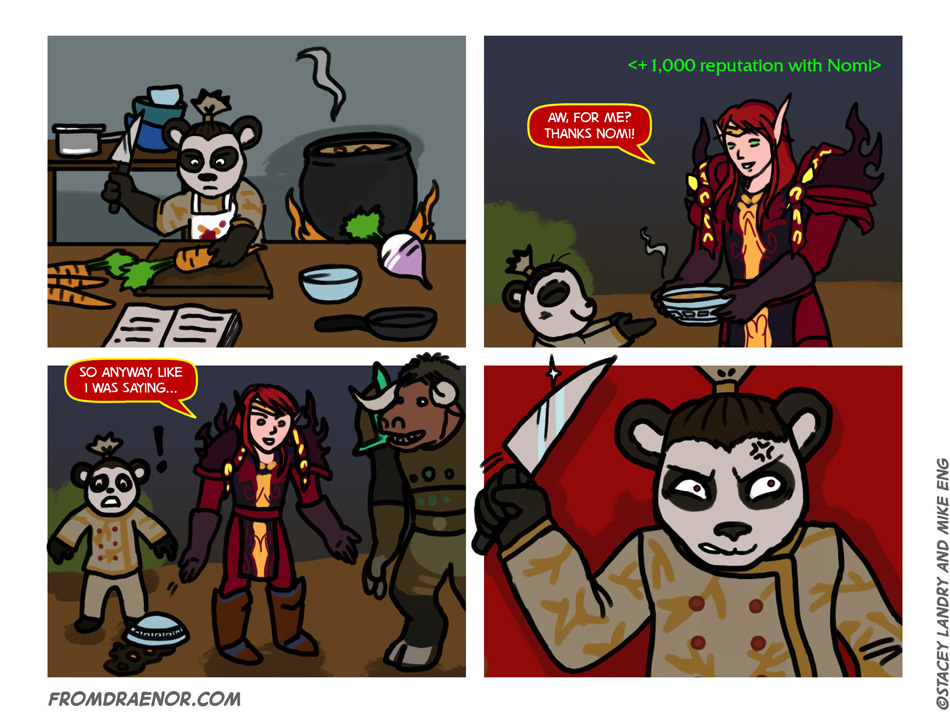 <+1,000 reputation with Nomi>
AW, FOR ME?
THANKS NOMI!
SO ANYWAY, LIKE
I WAS SAYING...
!
FROMDRAENOR.COM
©STACEY LANDRY AND MIKE ENG